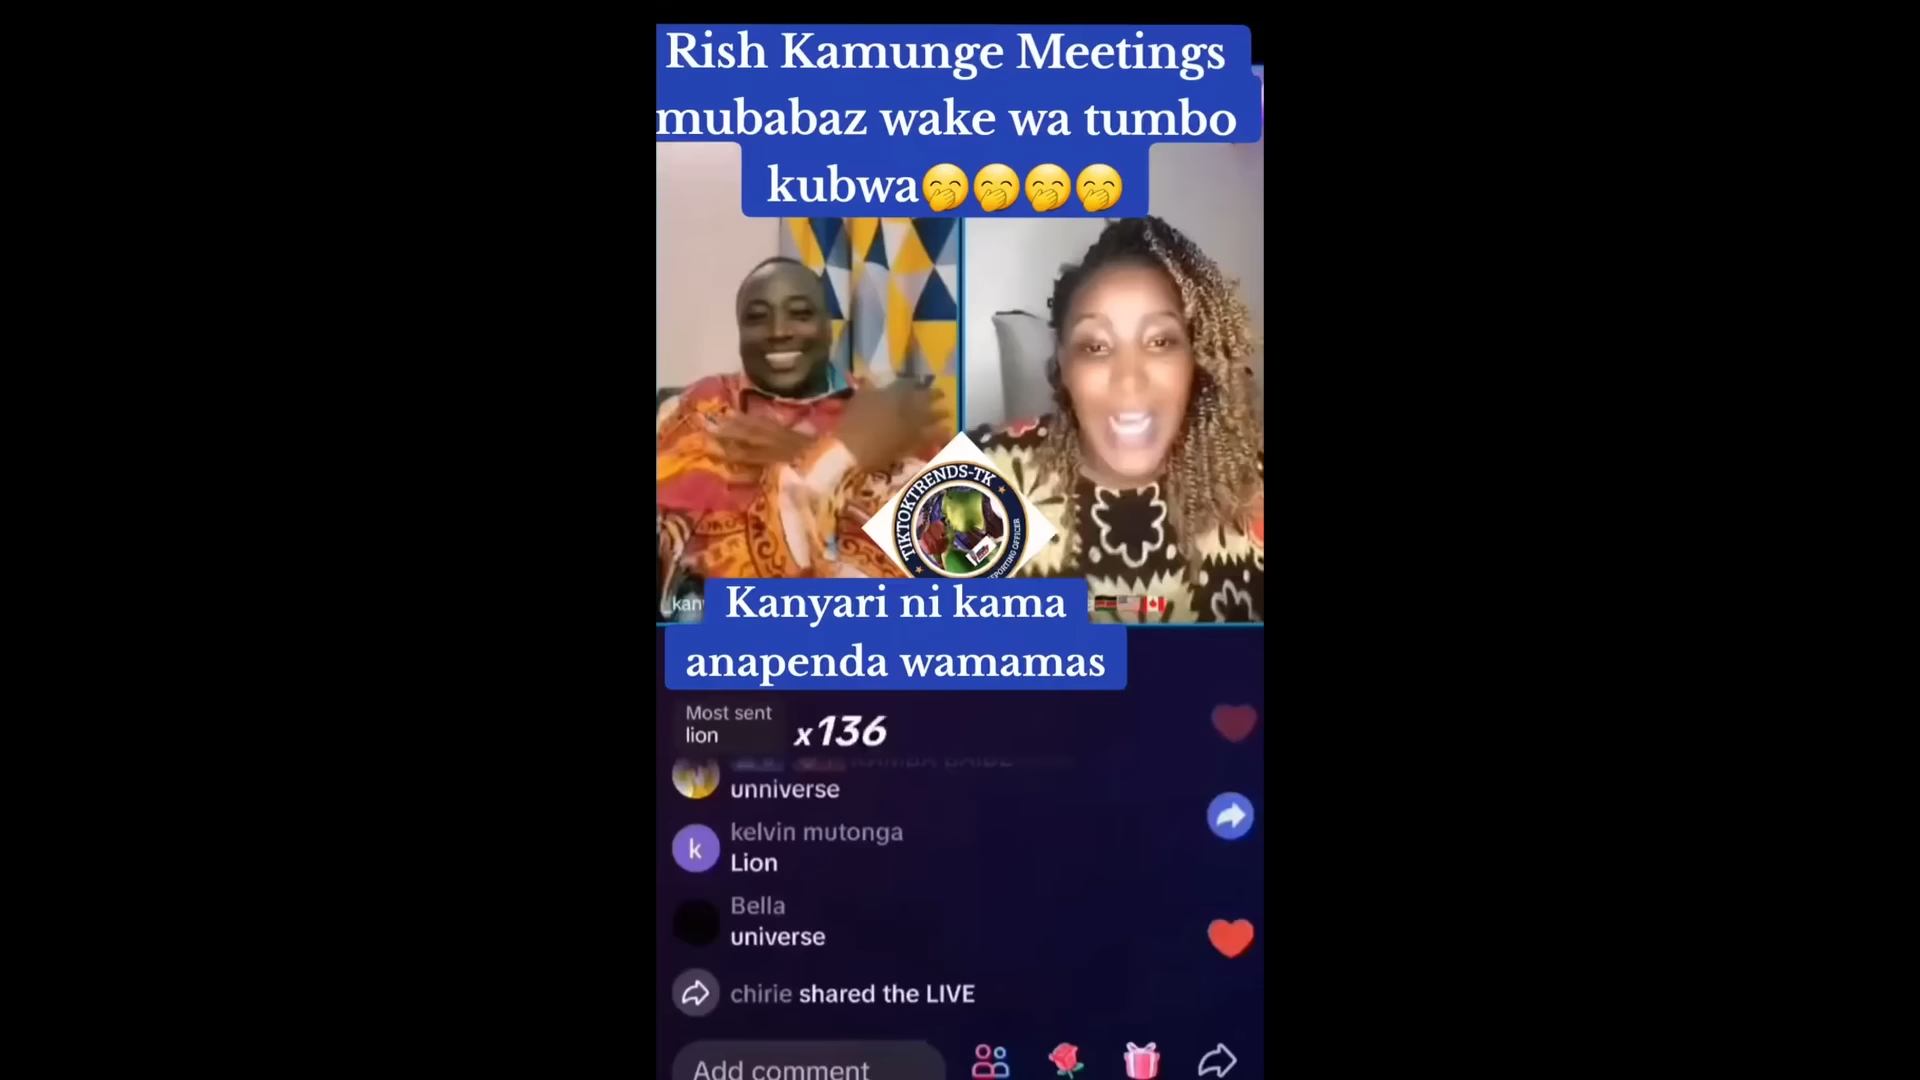 Rish Kamunge Meetings
mubabaz wake wa tumbo
kubwa🤭🤭🤭🤭
TIKTOKTRENDS-TK
Kanyari ni kama
anapenda wamamas
Most sent
lion
x136
unniverse
kelvin mutonga
Lion
Bella
universe
chirie shared the LIVE
Add comment